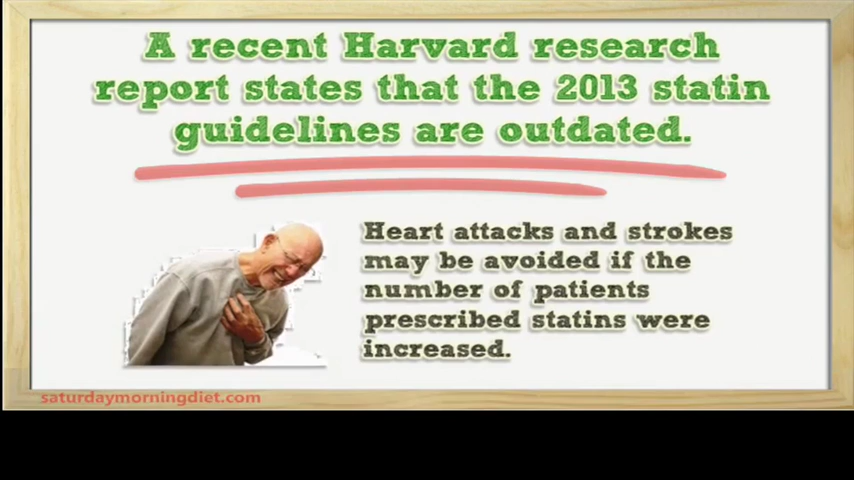 A recent Harvard research
report states that the 2013 statin
guidelines are outdated.
Heart attacks and strokes
may be avoided if the
number of patients
prescribed statins were
increased.
saturdaymorningdiet.com